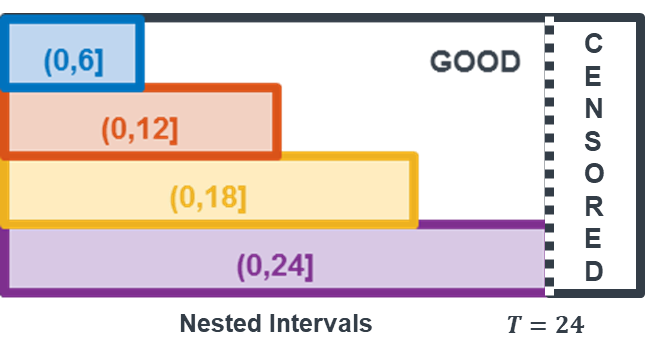 (0,6]
GOOD
(0,12]
(0,18]
(0,24]
C
E
N
S
O
R
E
D
Nested Intervals
T = 24